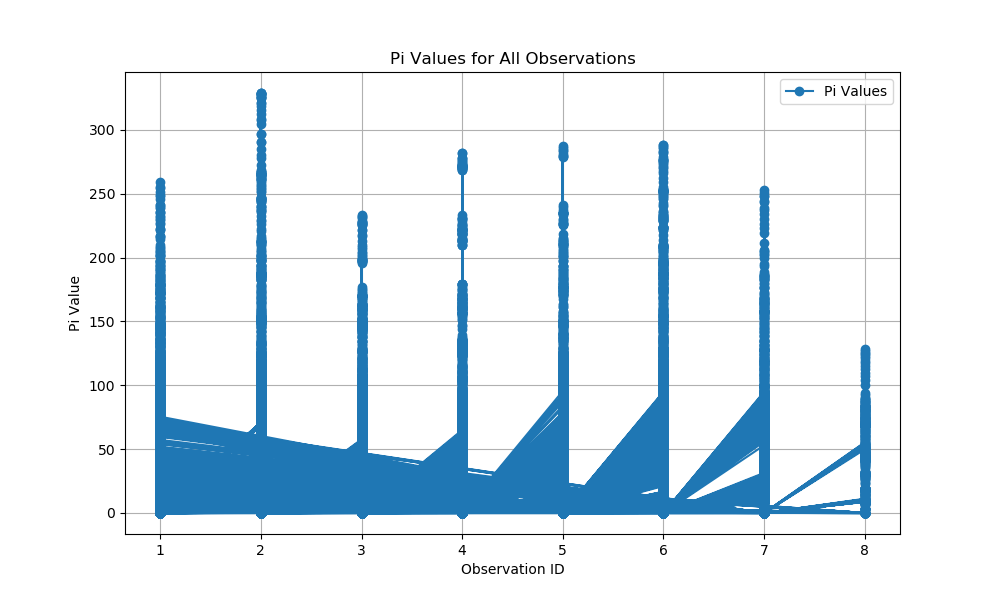 Pi Values for All Observations
Pi Values
300
250
200
150
100
50
0
Pi Value
1 2 3 4 5 6 7 8
Observation ID